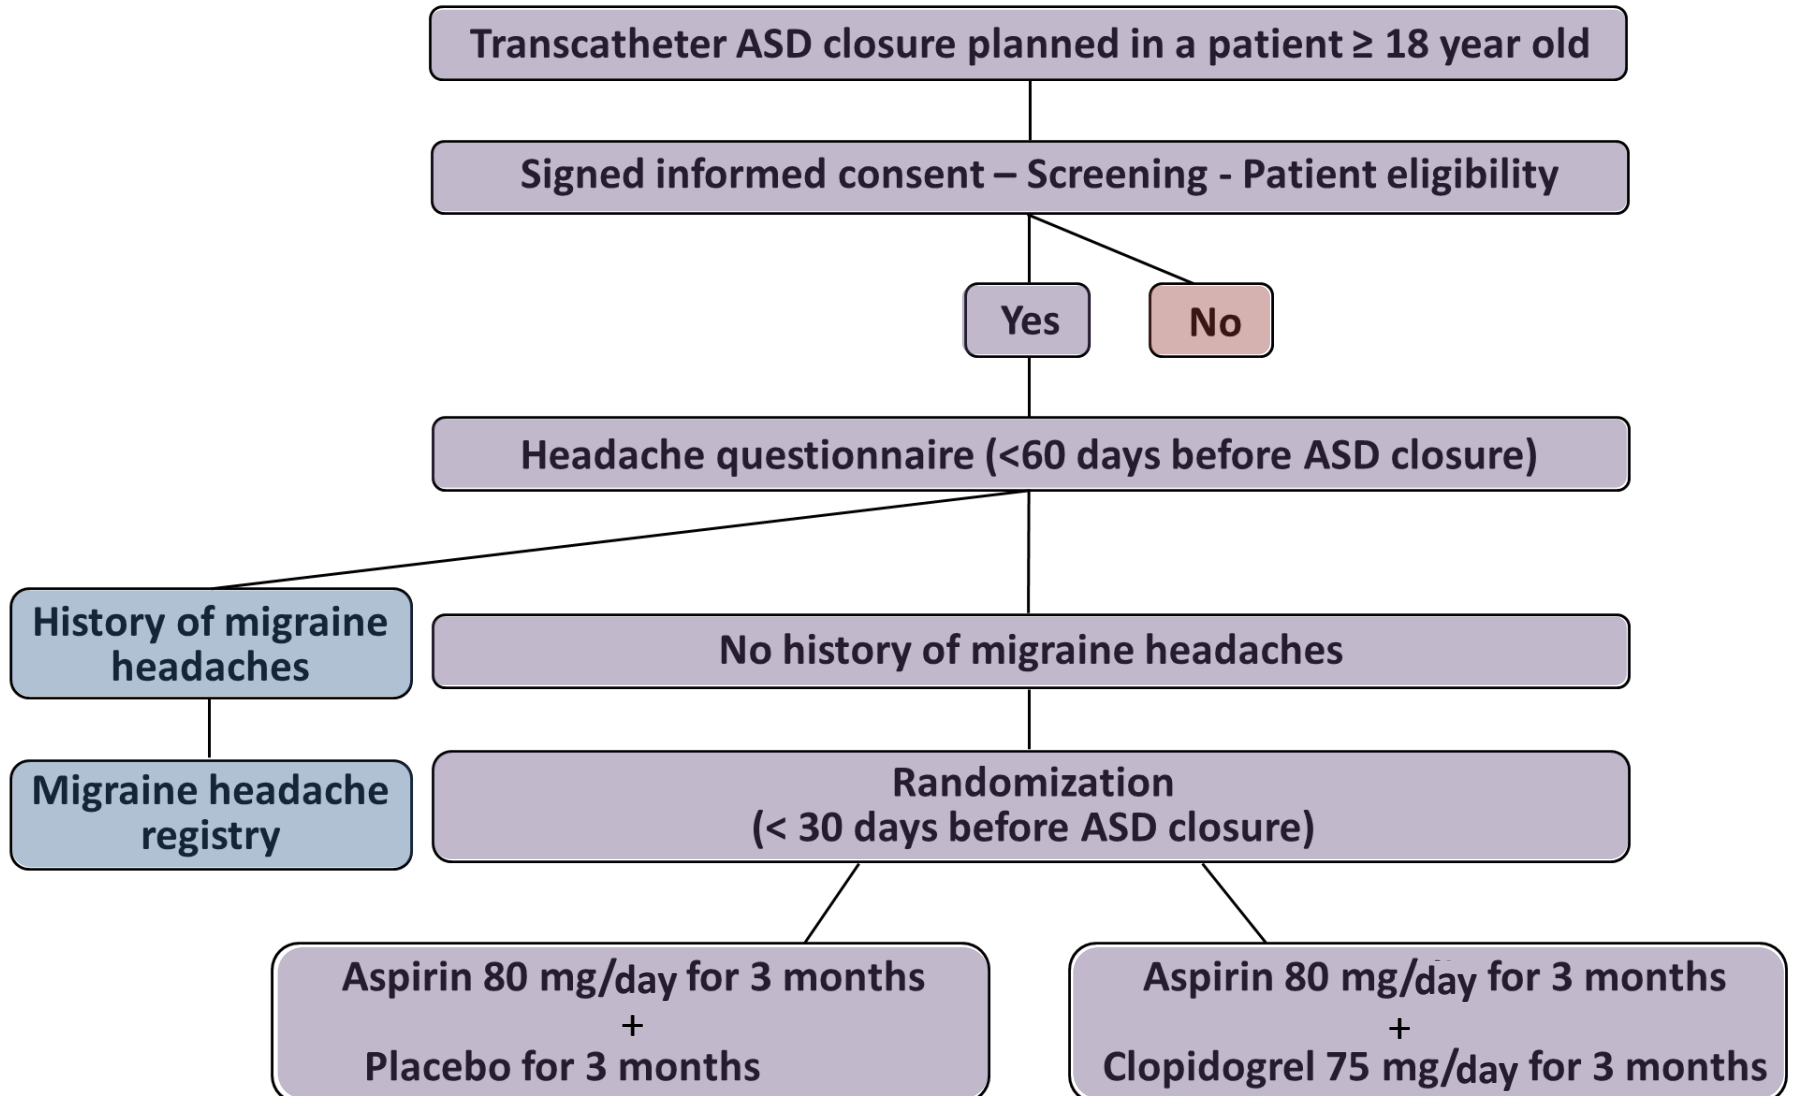 Transcatheter ASD closure planned in a patient ≥ 18 year old
Signed informed consent – Screening - Patient eligibility
Yes
No
Headache questionnaire (<60 days before ASD closure)
History of migraine
headaches
No history of migraine headaches
Migraine headache
registry
Randomization
(< 30 days before ASD closure)
Aspirin 80 mg/day for 3 months
+
Placebo for 3 months
Aspirin 80 mg/day for 3 months
+
Clopidogrel 75 mg/day for 3 months